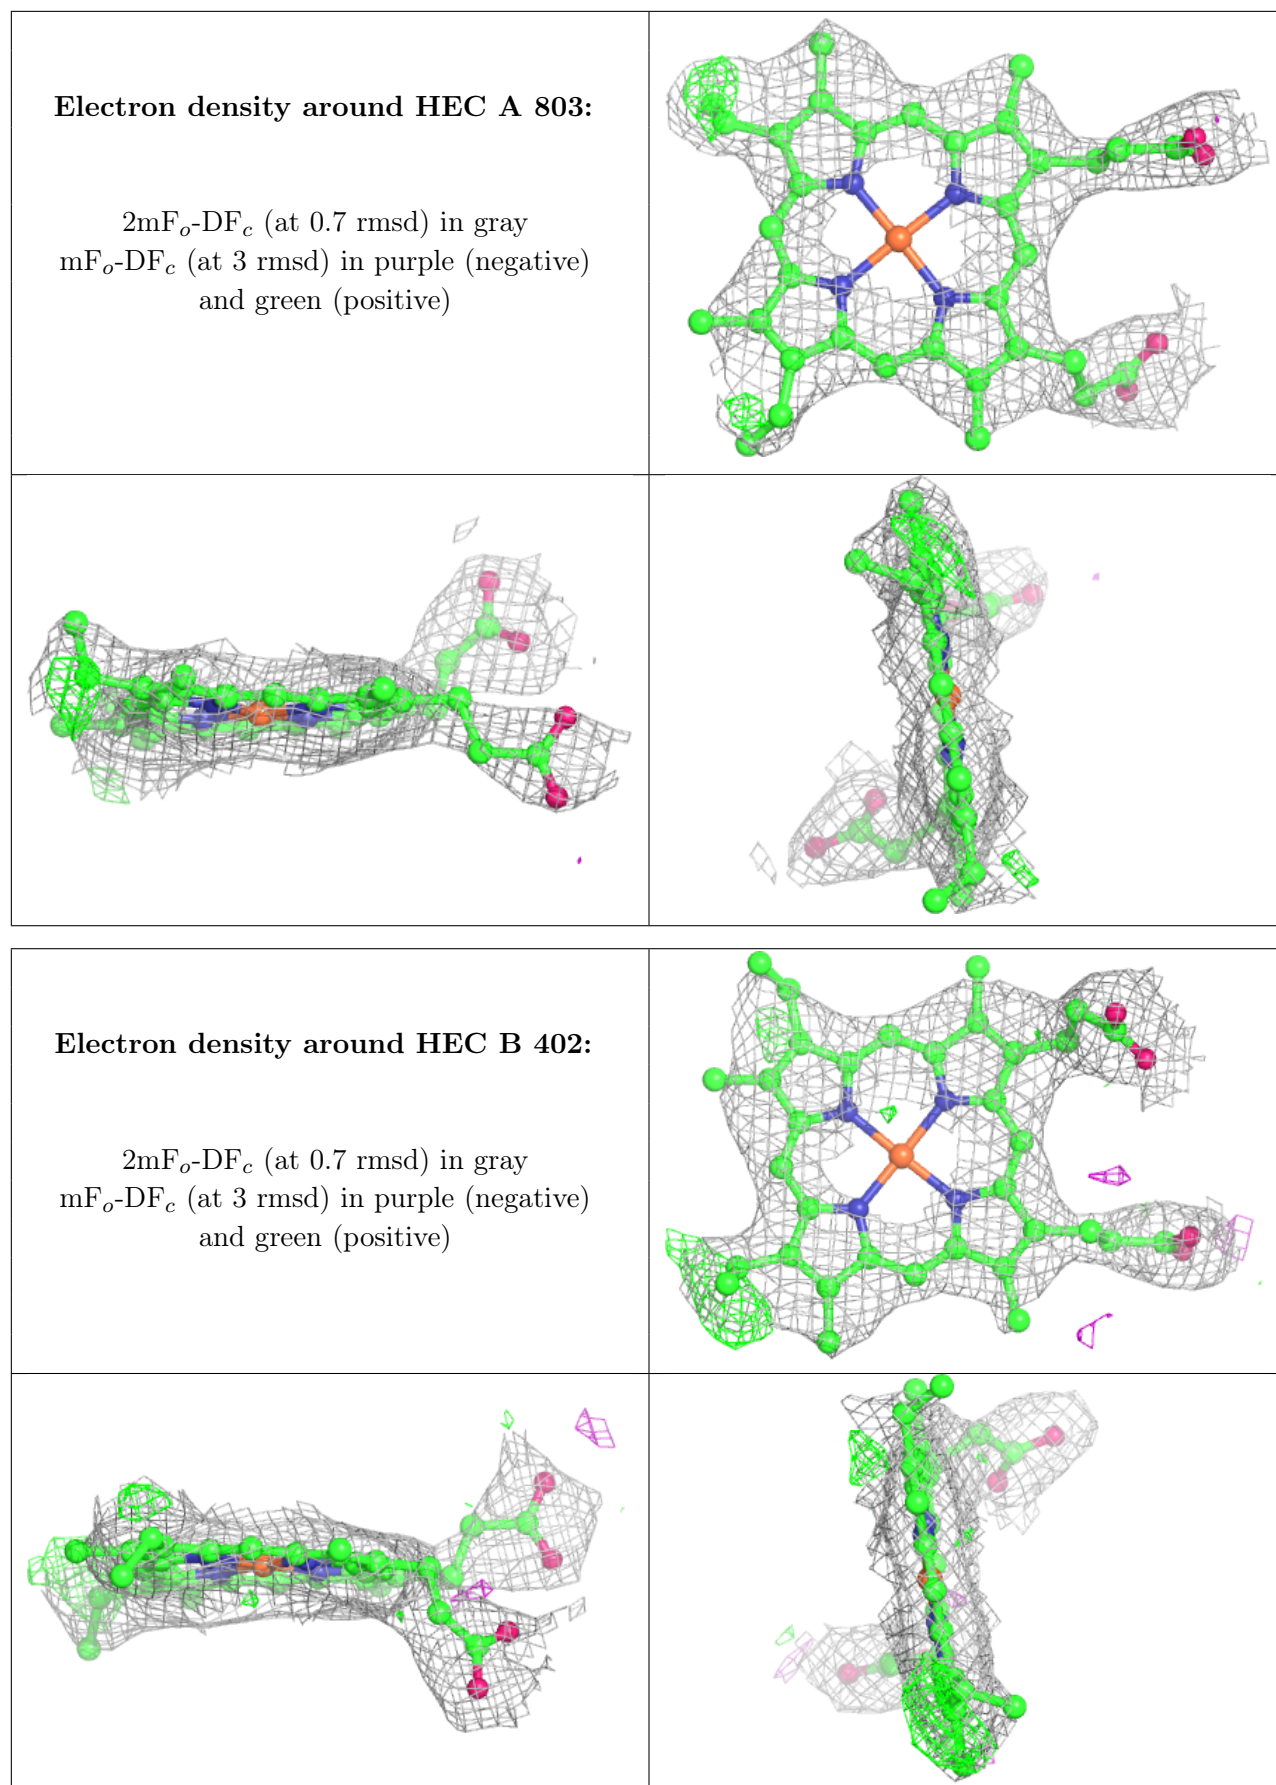 Electron density around HEC A 803:
2mFₒ-DF𝑐 (at 0.7 rmsd) in gray
mFₒ-DF𝑐 (at 3 rmsd) in purple (negative)
and green (positive)
Electron density around HEC B 402:
2mFₒ-DF𝑐 (at 0.7 rmsd) in gray
mFₒ-DF𝑐 (at 3 rmsd) in purple (negative)
and green (positive)